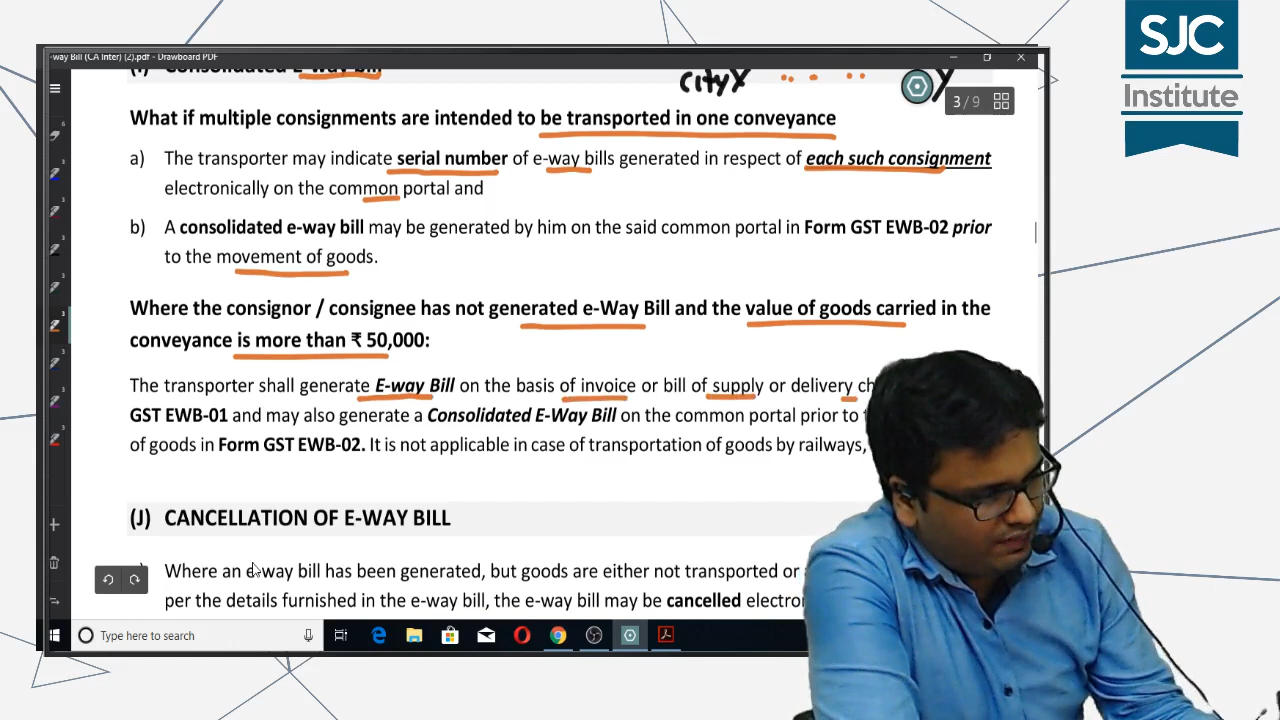 SJC
Institute
-way Bill (CA Inter) (2).pdf - Drawboard PDF
Consolidated E-way bill
CityX
Y
3 / 9
What if multiple consignments are intended to be transported in one conveyance
a) The transporter may indicate serial number of e-way bills generated in respect of each such consignment
electronically on the common portal and
b) A consolidated e-way bill may be generated by him on the said common portal in Form GST EWB-02 prior
to the movement of goods.
Where the consignor / consignee has not generated e-Way Bill and the value of goods carried in the
conveyance is more than ₹ 50,000:
The transporter shall generate E-way Bill on the basis of invoice or bill of supply or delivery
GST EWB-01 and may also generate a Consolidated E-Way Bill on the common portal prior to
of goods in Form GST EWB-02. It is not applicable in case of transportation of goods by railways,
(J) CANCELLATION OF E-WAY BILL
Where an e-way bill has been generated, but goods are either not transported or
per the details furnished in the e-way bill, the e-way bill may be cancelled
Type here to search